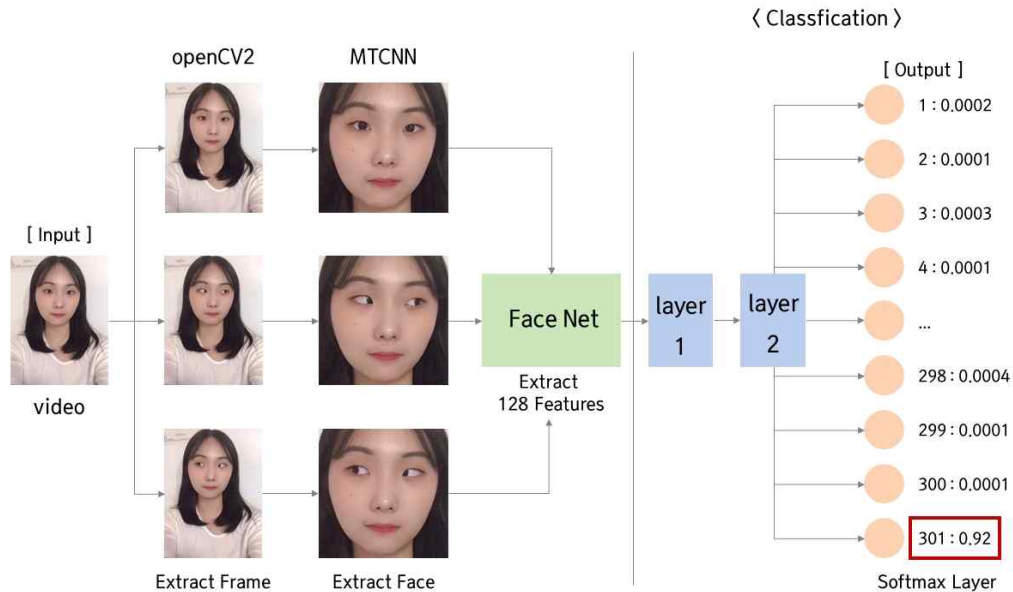 〈 Classfication 〉
openCV2
MTCNN
[ Output ]
1 : 0.0002
2 : 0.0001
3 : 0.0003
4 : 0.0001
...
298 : 0.0004
299 : 0.0001
300 : 0.0001
301 : 0.92
Softmax Layer
[ Input ]
video
Extract Frame
Extract Face
Face Net
Extract
128 Features
layer
1
layer
2